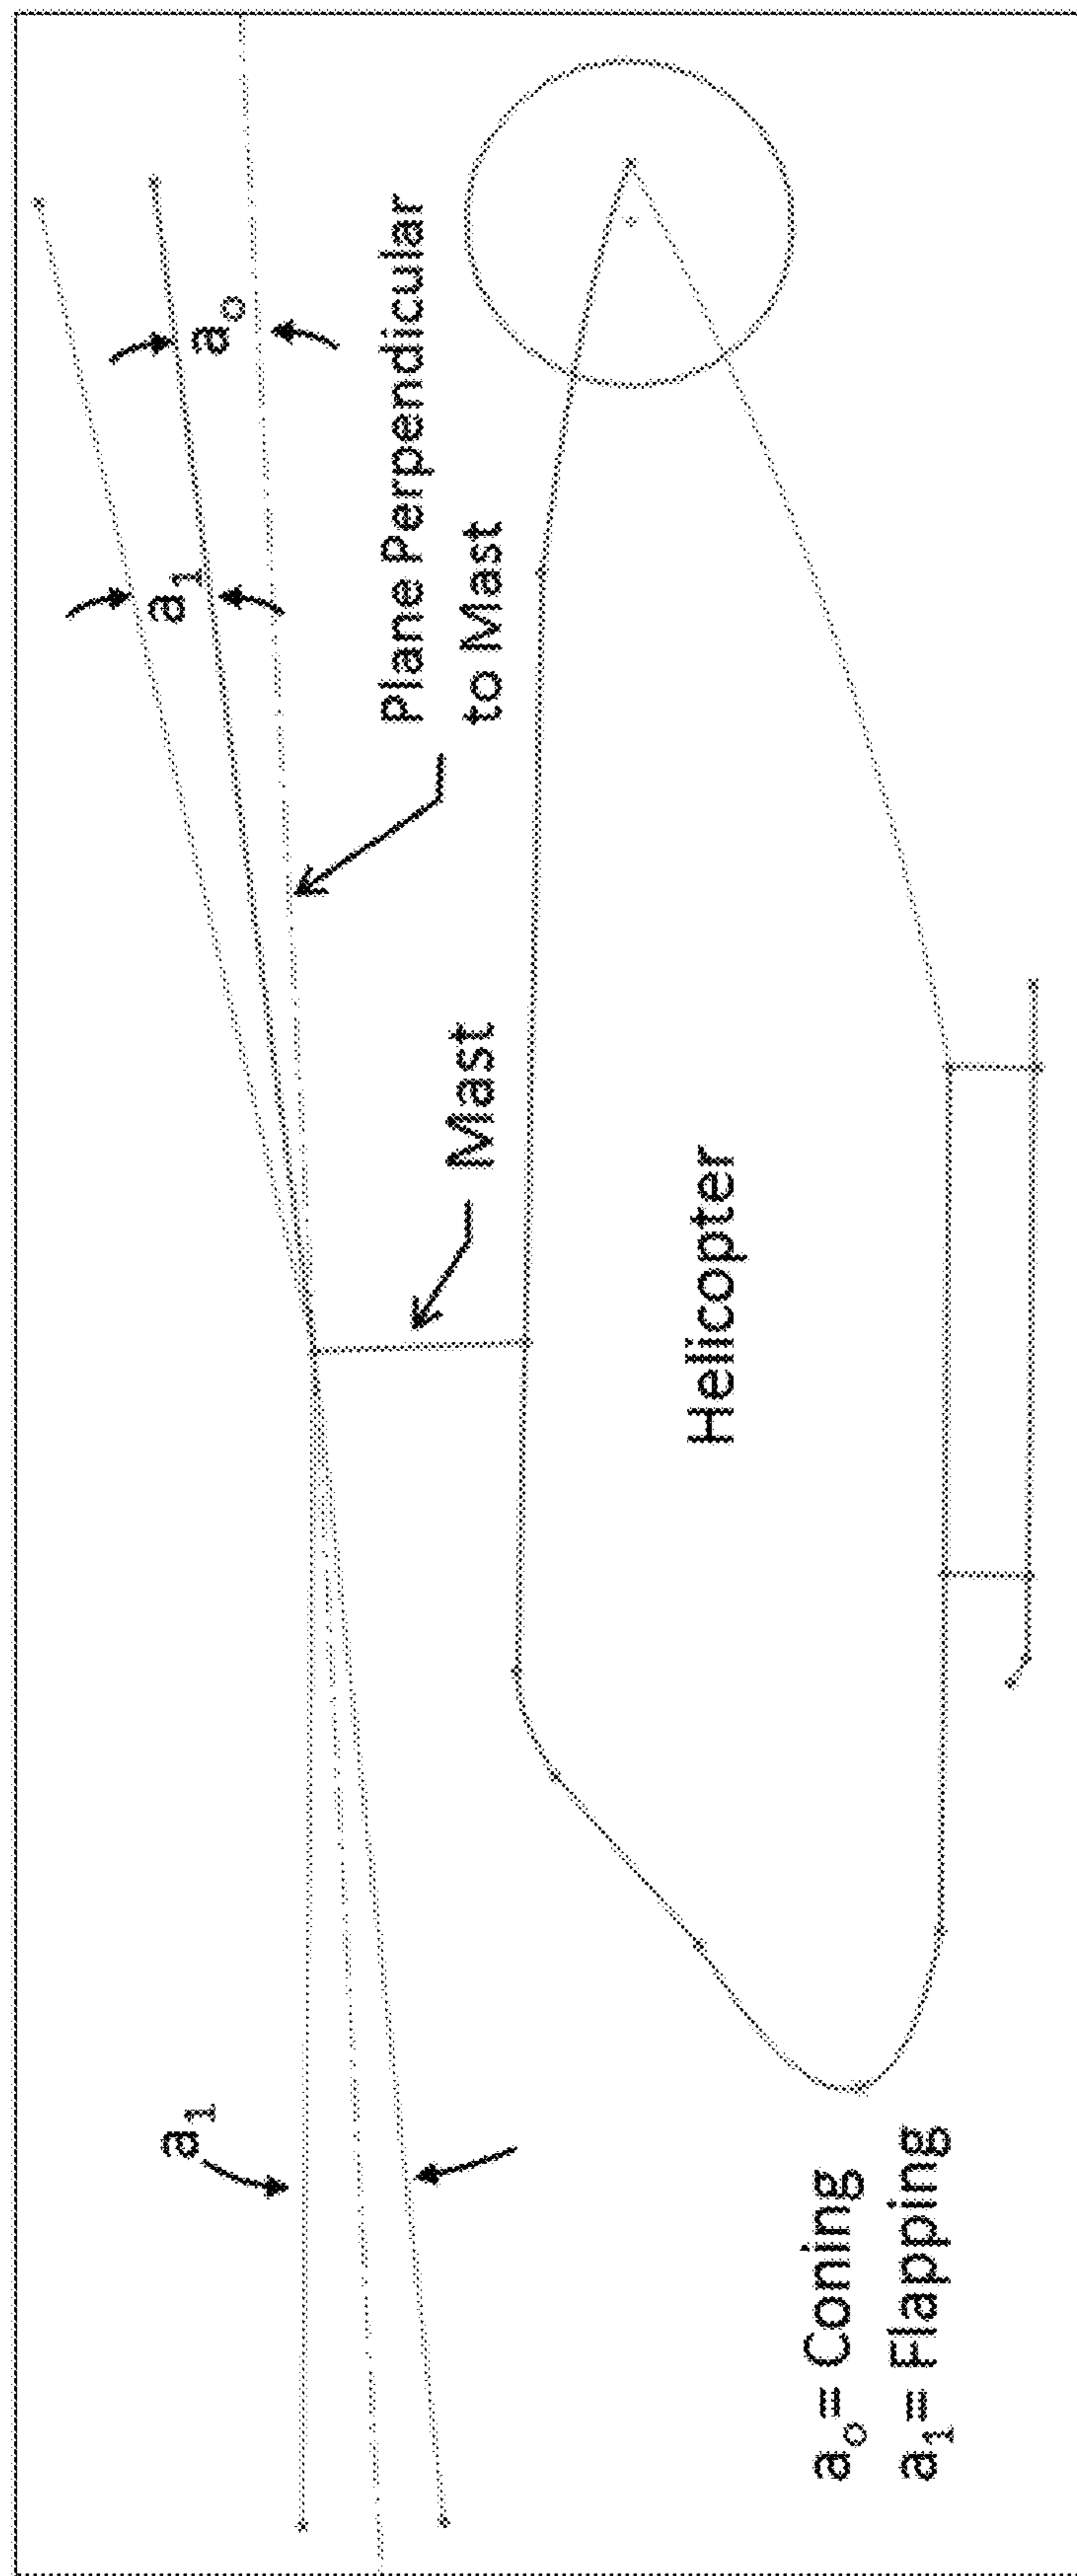 a₁
a₁
a₀
Plane Perpendicular
to Mast
Mast
Helicopter
a₀ = Coning
a₁ = Flapping